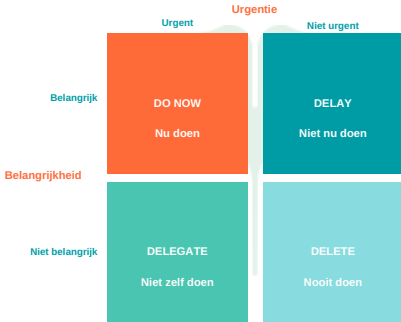 Urgentie
Urgent
Niet urgent
Belangrijk
DO NOW
DELAY
Nu doen
Niet nu doen
Belangrijkheid
Niet belangrijk
DELEGATE
DELETE
Niet zelf doen
Nooit doen